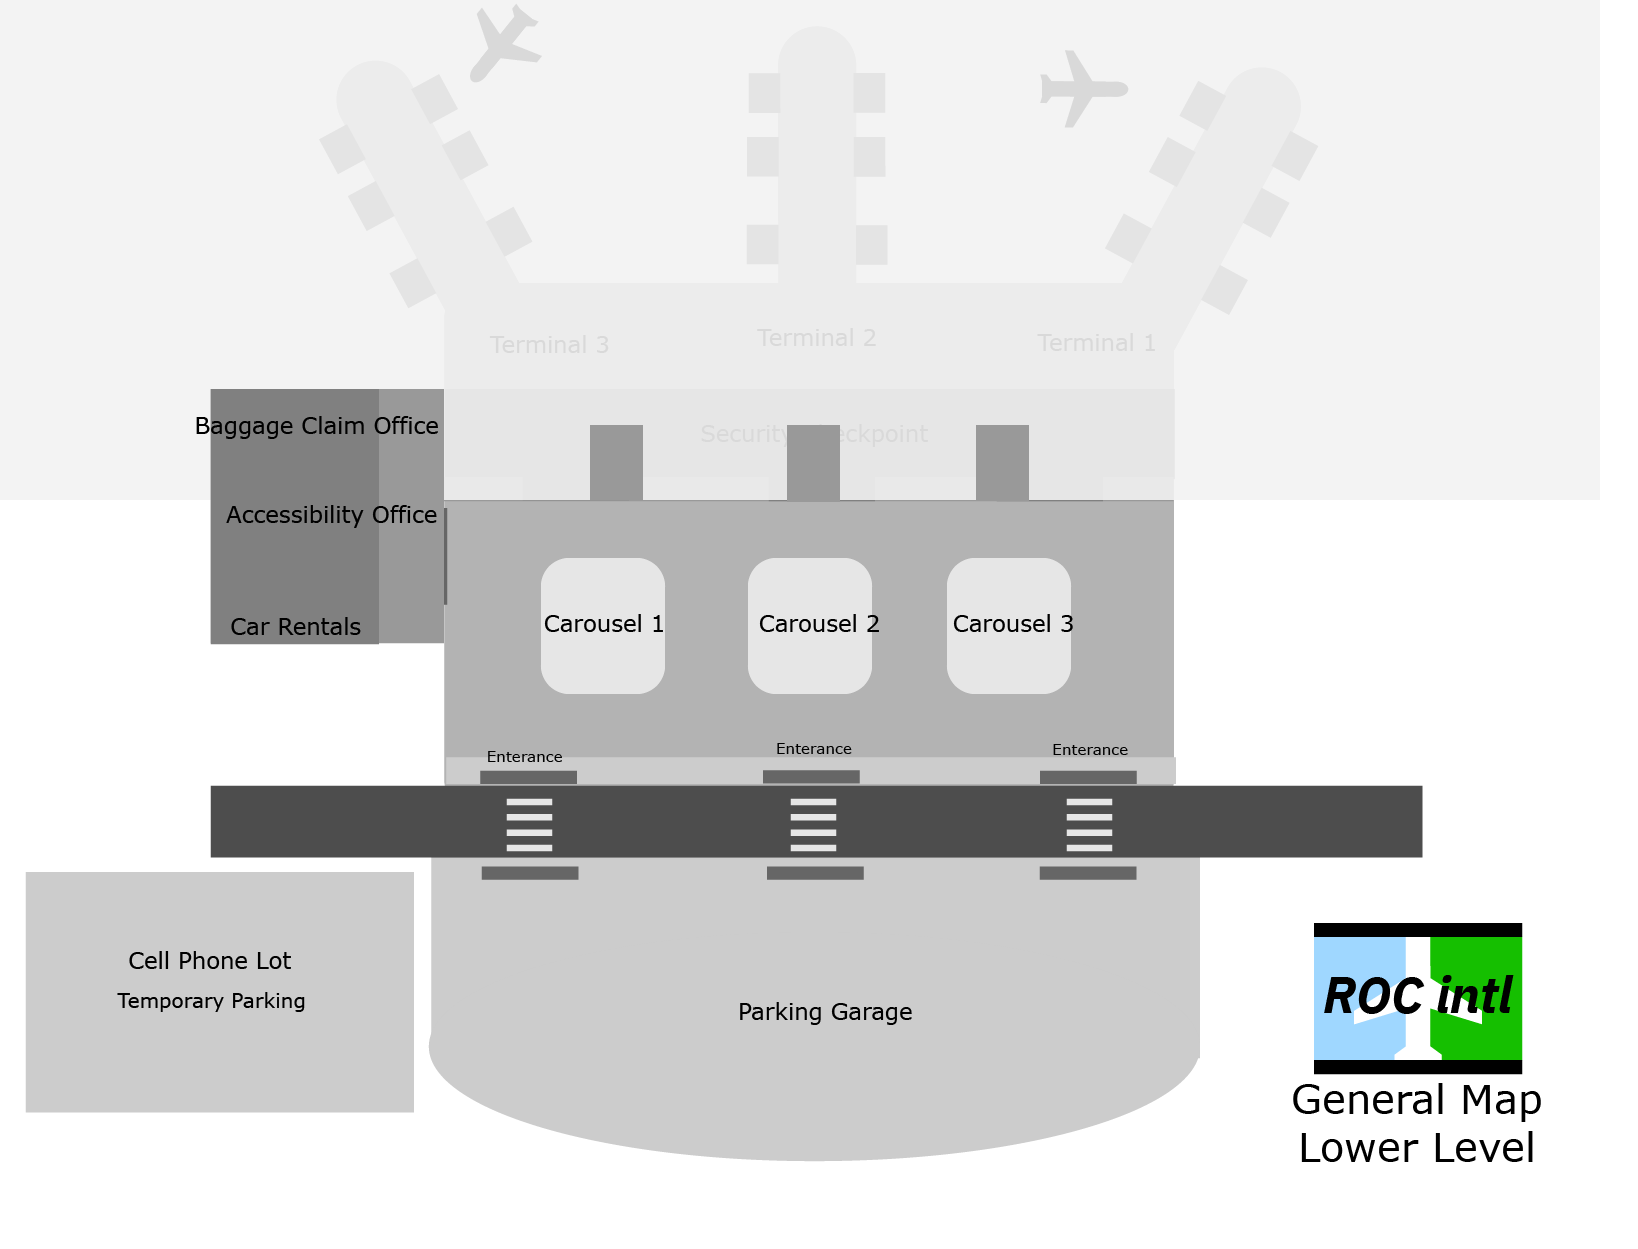 Terminal 3
Terminal 2
Terminal 1
Baggage Claim Office
Security
Accessibility Office
Carousel 1
Carousel 2
Carousel 3
Car Rentals
Enterance
Enterance
Enterance
Cell Phone Lot
Temporary Parking
Parking Garage
ROC intl
General Map
Lower Level